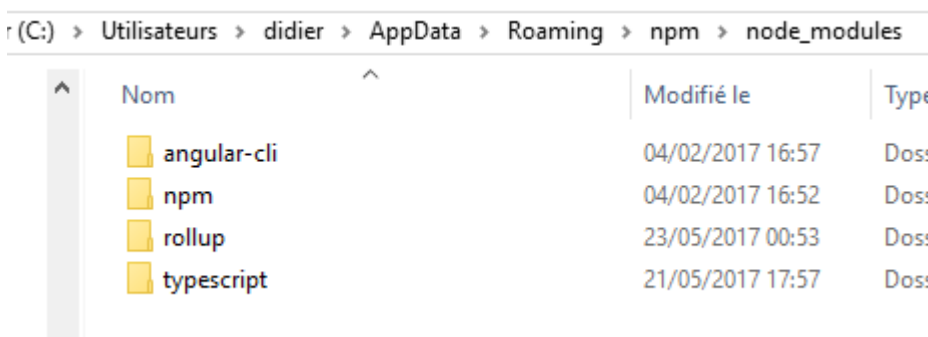 (C:) > Utilisateurs > didier > AppData > Roaming > npm > node_modules
Nom Modifié le Type
angular-cli 04/02/2017 16:57 Doss
npm 04/02/2017 16:52 Doss
rollup 23/05/2017 00:53 Doss
typescript 21/05/2017 17:57 Doss